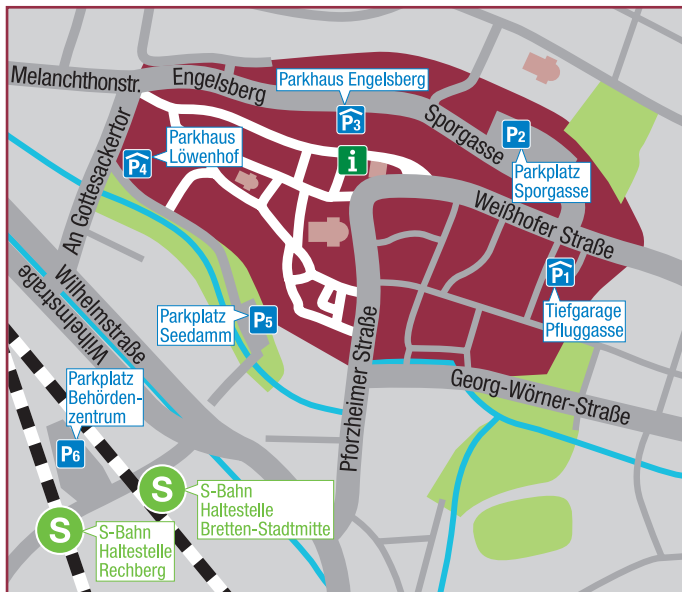 Melanchthonstr.
Engelsberg
Parkhaus Engelsberg
P3
Sporgasse
P2
Parkplatz
Sporgasse
Parkhaus
Löwenhof
P4
i
An Gottesackertor
Weißhofer Straße
P1
Tiefgarage
Pfluggasse
Wilhelmstraße
Wilhelmstraße
Parkplatz
Seedamm
P5
Pforzheimer Straße
Georg-Wörner-Straße
Parkplatz
Behörden-
zentrum
P6
S
S-Bahn
Haltestelle
Bretten-Stadtmitte
S
S-Bahn
Haltestelle
Rechberg